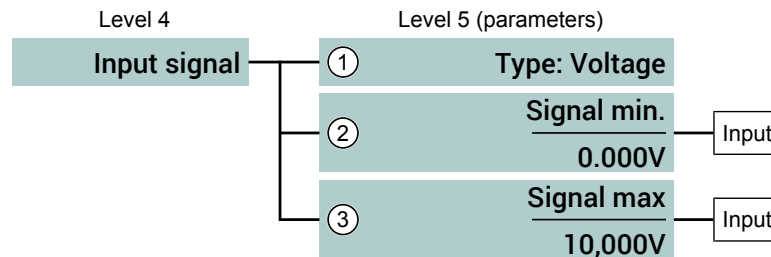 Level 4 Level 5 (parameters)
Input signal 1 Type: Voltage
2 Signal min. Input
0.000V
3 Signal max Input
10,000V